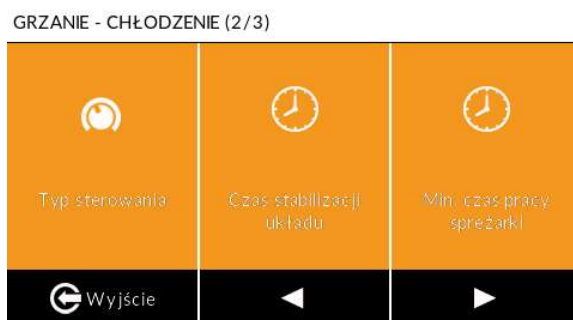 GRZANIE - CHŁODZENIE (2/3)
Typ sterowania
Czas stabilizacji
układu
Min. czas pracy
sprężarki
Wyjście